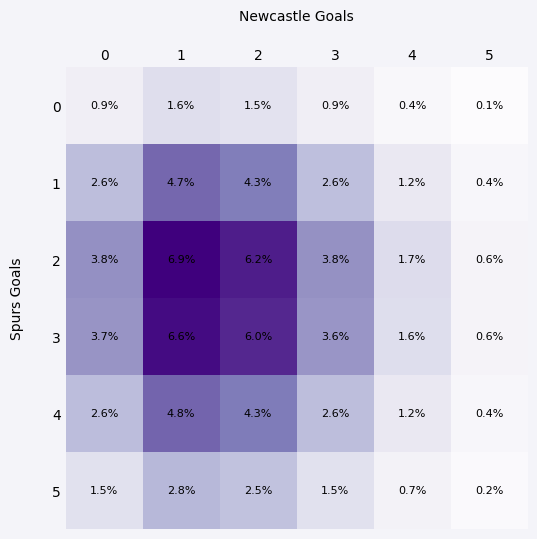 Newcastle Goals
0 1 2 3 4 5
0 0.9% 1.6% 1.5% 0.9% 0.4% 0.1%
1 2.6% 4.7% 4.3% 2.6% 1.2% 0.4%
2 3.8% 6.9% 6.2% 3.8% 1.7% 0.6%
Spurs Goals
3 3.7% 6.6% 6.0% 3.6% 1.6% 0.6%
4 2.6% 4.8% 4.3% 2.6% 1.2% 0.4%
5 1.5% 2.8% 2.5% 1.5% 0.7% 0.2%